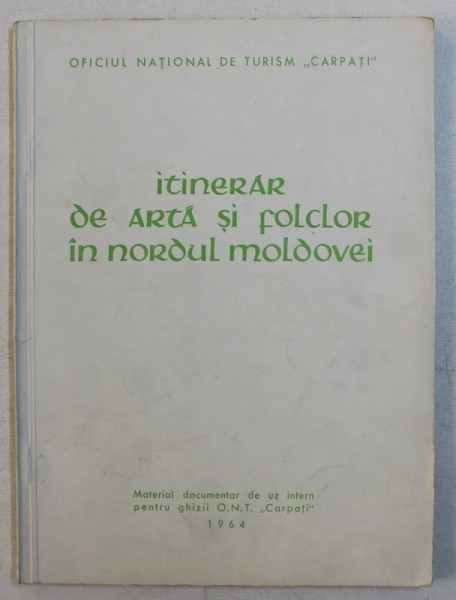 OFICIUL NAȚIONAL DE TURISM „CARPAȚI"
itinerar
de artă și folclor
în nordul moldovei
Material documentar de uz intern
pentru ghizii O.N.T. „Carpați"
1964